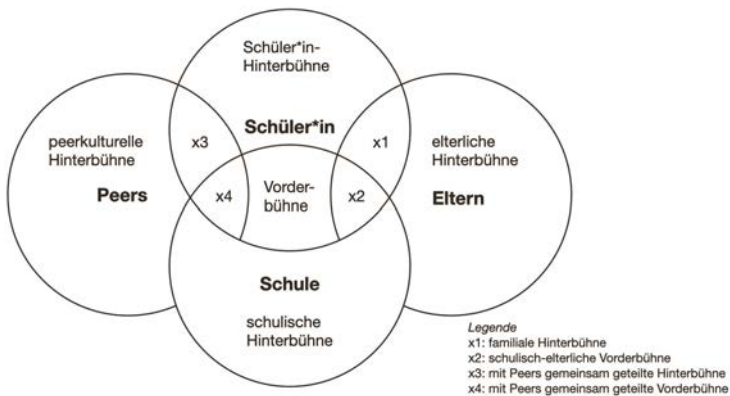 Schüler*in-
Hinterbühne
Schüler*in
peerkulturelle
Hinterbühne
Peers
x3
x1
elterliche
Hinterbühne
Eltern
x4
Vorder-
bühne
x2
Schule
schulische
Hinterbühne
Legende
x1: familiale Hinterbühne
x2: schulisch-elterliche Vorderbühne
x3: mit Peers gemeinsam geteilte Hinterbühne
x4: mit Peers gemeinsam geteilte Vorderbühne